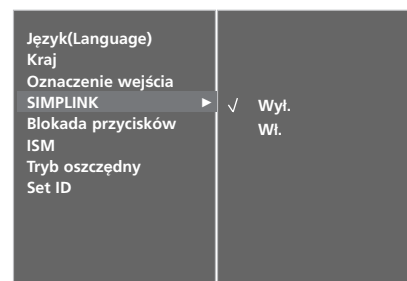 Język(Language)
Kraj
Oznaczenie wejścia
SIMPLINK ►
Blokada przycisków
ISM
Tryb oszczędny
Set ID
√ Wył.
Wł.